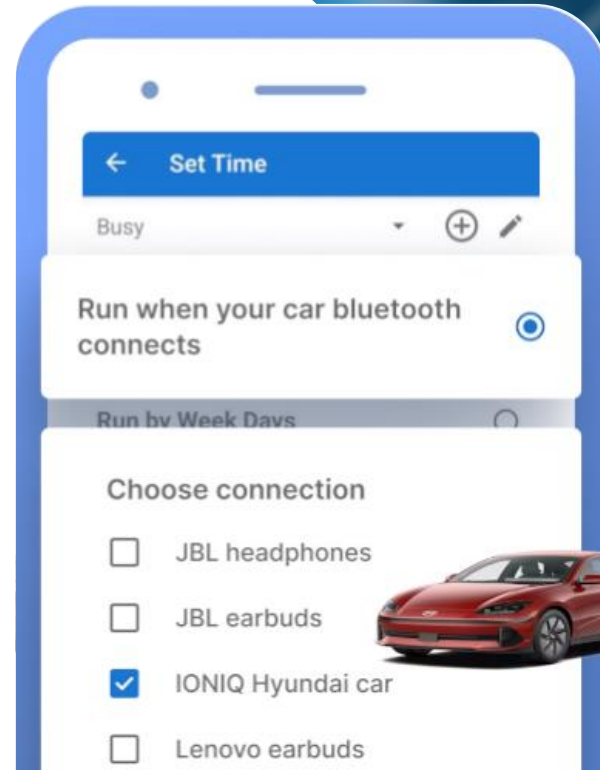 Set Time
Busy
Run when your car bluetooth
connects
Run by Week Days
Choose connection
JBL headphones
JBL earbuds
IONIQ Hyundai car
Lenovo earbuds